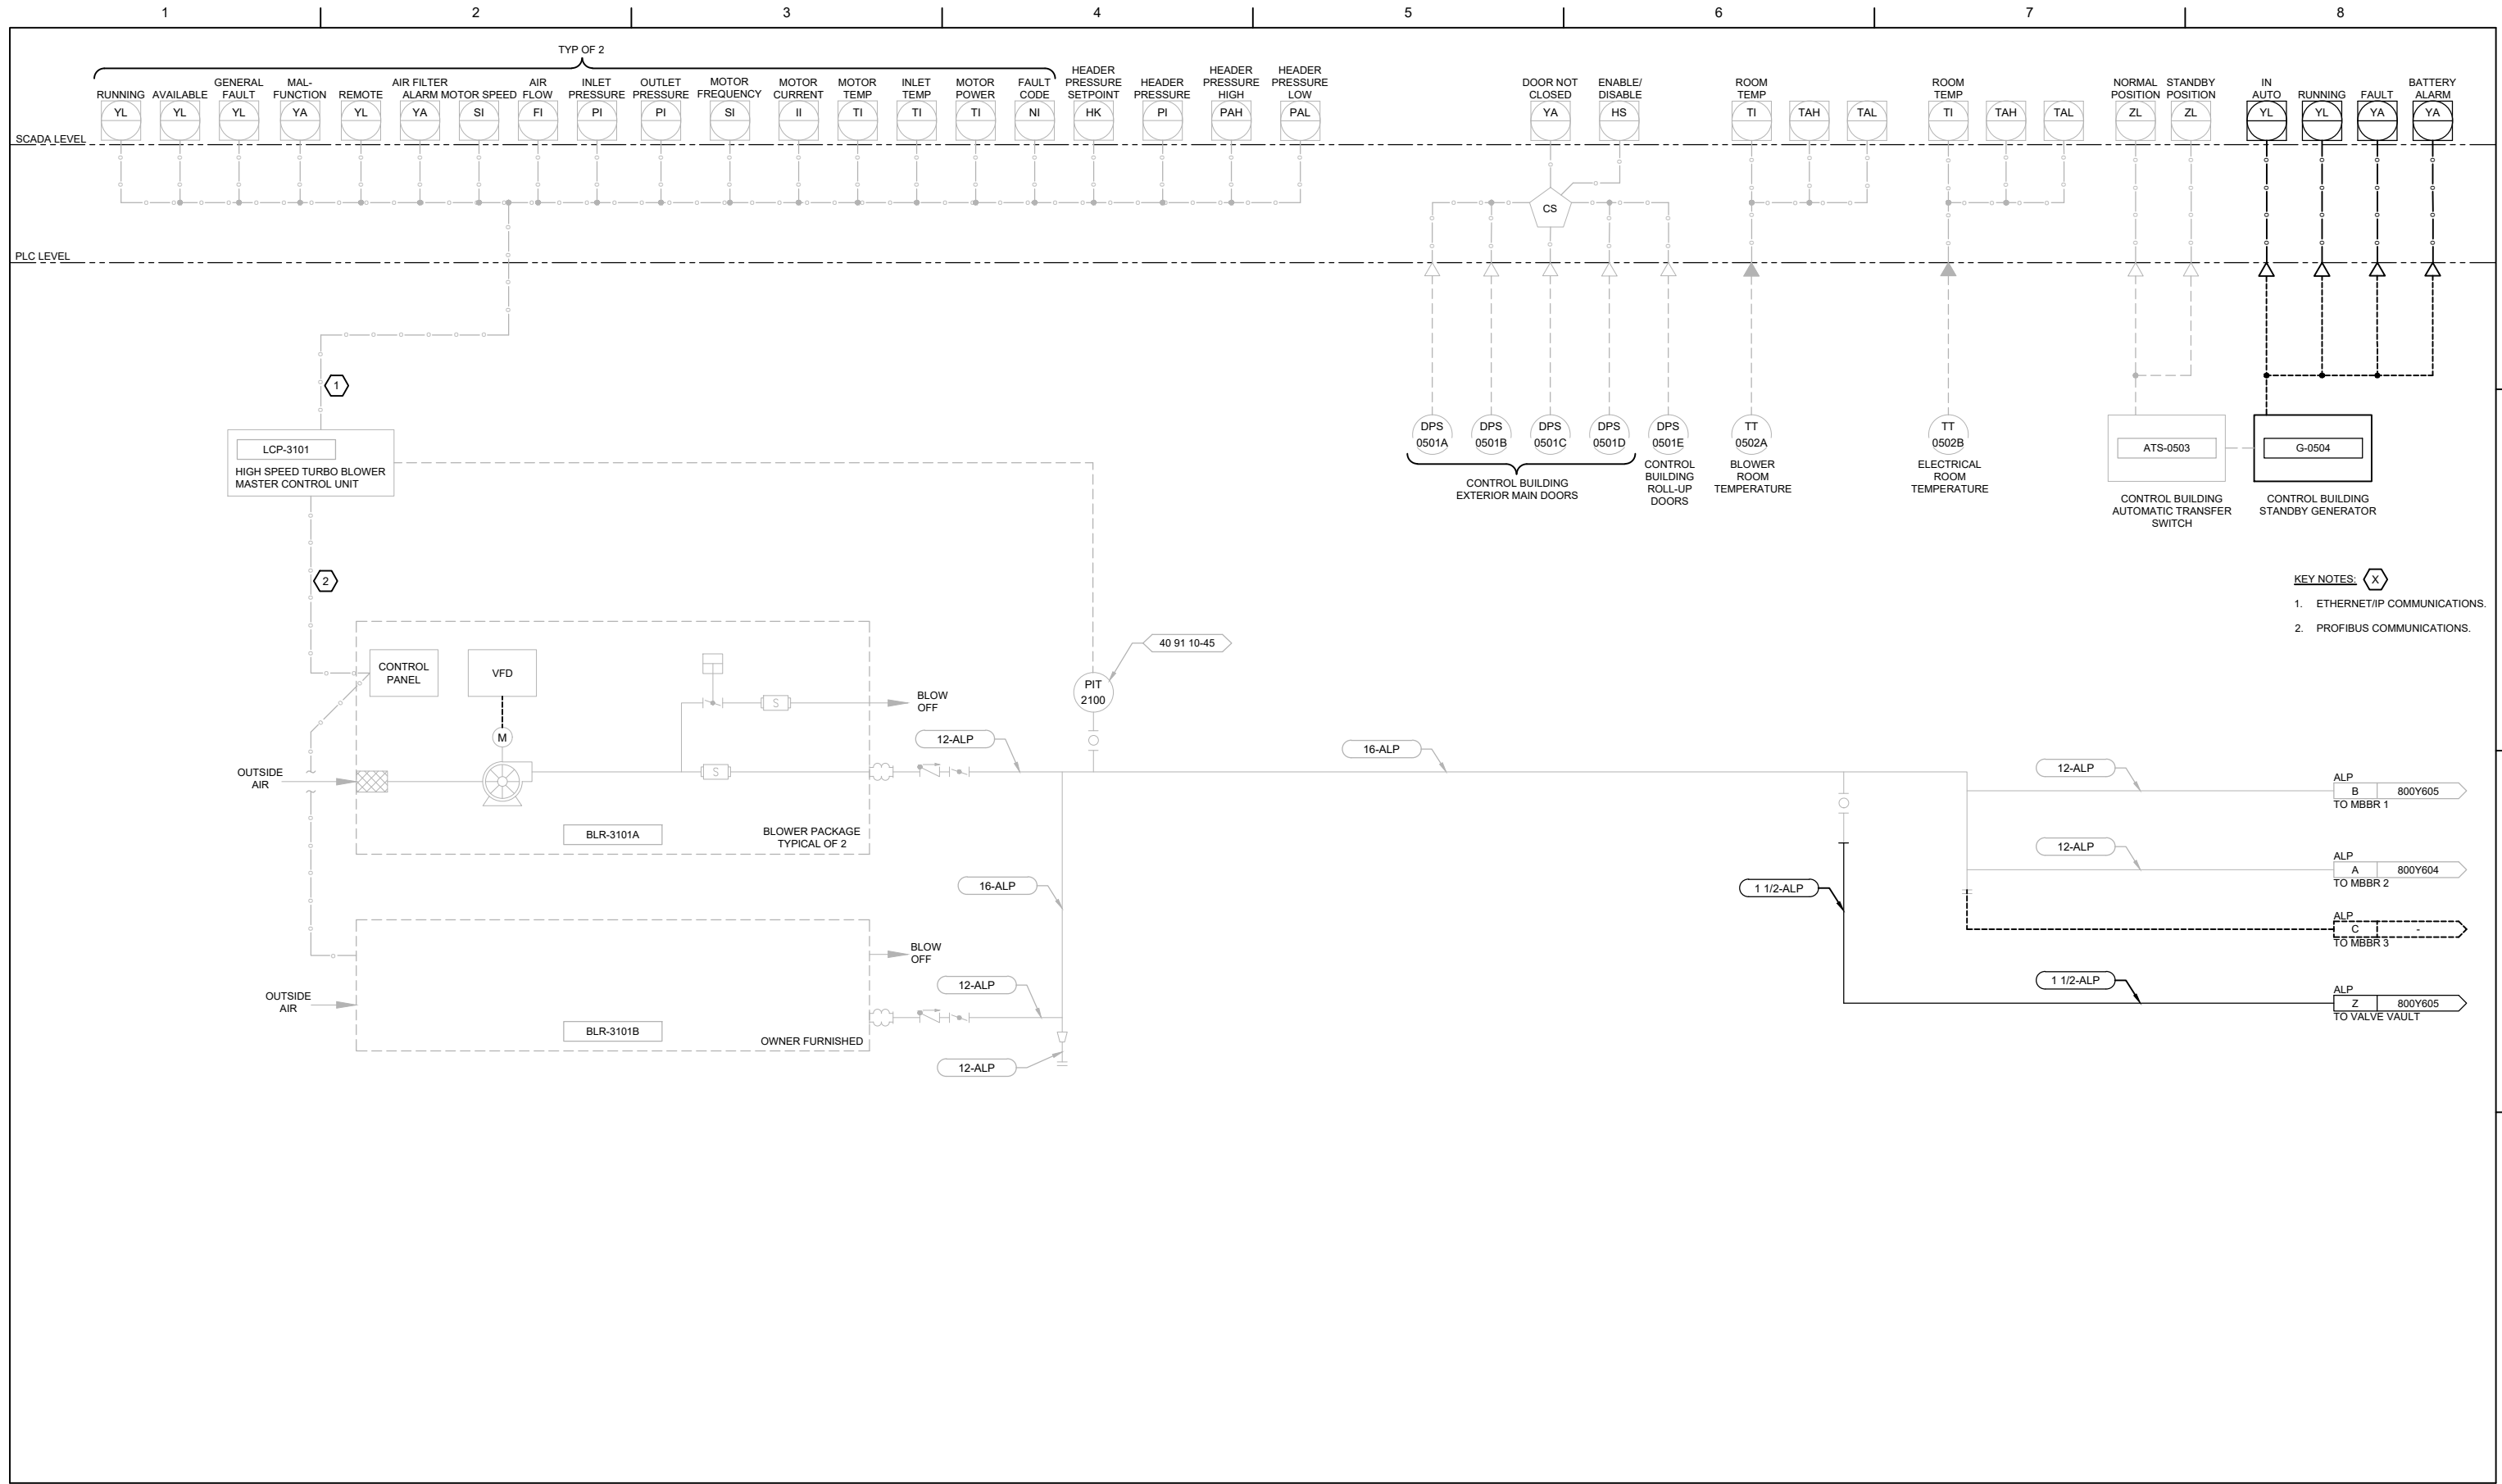 1 2 3 4 5 6 7 8
TYP OF 2
RUNNING
YL
AVAILABLE
YL
GENERAL
FAULT
YL
MAL-
FUNCTION
YA
REMOTE
YL
AIR FILTER
ALARM
YA
MOTOR SPEED
SI
AIR
FLOW
FI
INLET
PRESSURE
PI
OUTLET
PRESSURE
PI
MOTOR
FREQUENCY
SI
MOTOR
CURRENT
II
MOTOR
TEMP
TI
INLET
TEMP
TI
MOTOR
POWER
TI
FAULT
CODE
NI
HEADER
PRESSURE
SETPOINT
HK
HEADER
PRESSURE
PI
HEADER
PRESSURE
HIGH
PAH
HEADER
PRESSURE
LOW
PAL
DOOR NOT
CLOSED
YA
ENABLE/
DISABLE
HS
ROOM
TEMP
TI
TAH
TAL
ROOM
TEMP
TI
TAH
TAL
NORMAL
POSITION
ZL
STANDBY
POSITION
ZL
IN
AUTO
YL
RUNNING
YL
FAULT
YA
BATTERY
ALARM
YA
SCADA LEVEL
CS
PLC LEVEL
1
LCP-3101
HIGH SPEED TURBO BLOWER
MASTER CONTROL UNIT
DPS
0501A
DPS
0501B
DPS
0501C
DPS
0501D
DPS
0501E
CONTROL BUILDING
EXTERIOR MAIN DOORS
CONTROL
BUILDING
ROLL-UP
DOORS
TT
0502A
BLOWER
ROOM
TEMPERATURE
TT
0502B
ELECTRICAL
ROOM
TEMPERATURE
ATS-0503
CONTROL BUILDING
AUTOMATIC TRANSFER
SWITCH
G-0504
CONTROL BUILDING
STANDBY GENERATOR
2
KEY NOTES: X
1. ETHERNET/IP COMMUNICATIONS.
2. PROFIBUS COMMUNICATIONS.
CONTROL
PANEL
VFD
M
S
S
BLOW
OFF
40 91 10-45
PIT
2100
12-ALP
16-ALP
OUTSIDE
AIR
BLR-3101A
BLOWER PACKAGE
TYPICAL OF 2
12-ALP
ALP
B 800Y605
TO MBBR 1
12-ALP
ALP
A 800Y604
TO MBBR 2
16-ALP
1 1/2-ALP
ALP
C -
TO MBBR 3
BLOW
OFF
12-ALP
1 1/2-ALP
ALP
Z 800Y605
TO VALVE VAULT
OUTSIDE
AIR
BLR-3101B
OWNER FURNISHED
12-ALP